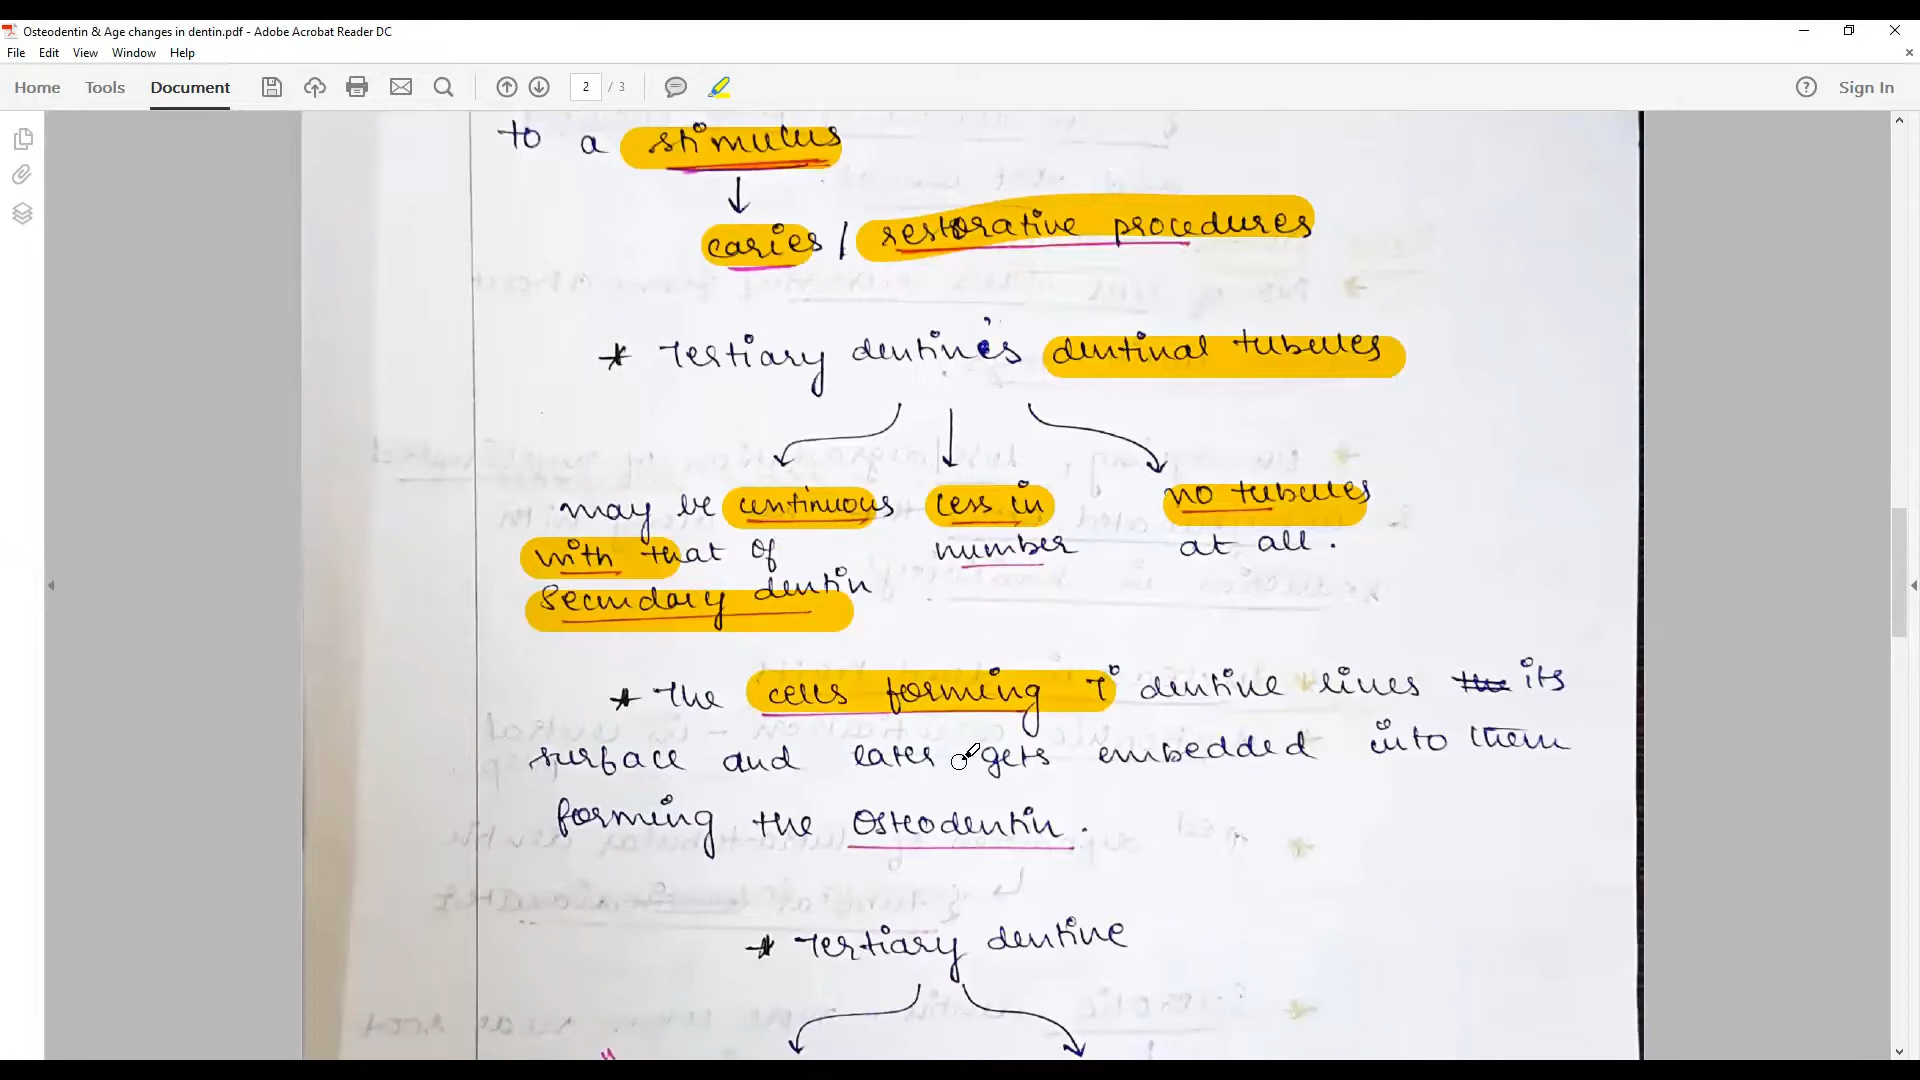 Osteodentin & Age changes in dentin.pdf - Adobe Acrobat Reader DC
File Edit View Window Help
Home Tools Document 2 / 3 Sign In
to a stimulus
caries / restorative procedures
* Tertiary dentine's dentinal tubules
may be continuous less in no tubules
with that of number at all.
secondary dentin
* The cells forming T° dentine lines its
surface and later gets embedded into them
forming the Osteodentin.
* Tertiary dentine